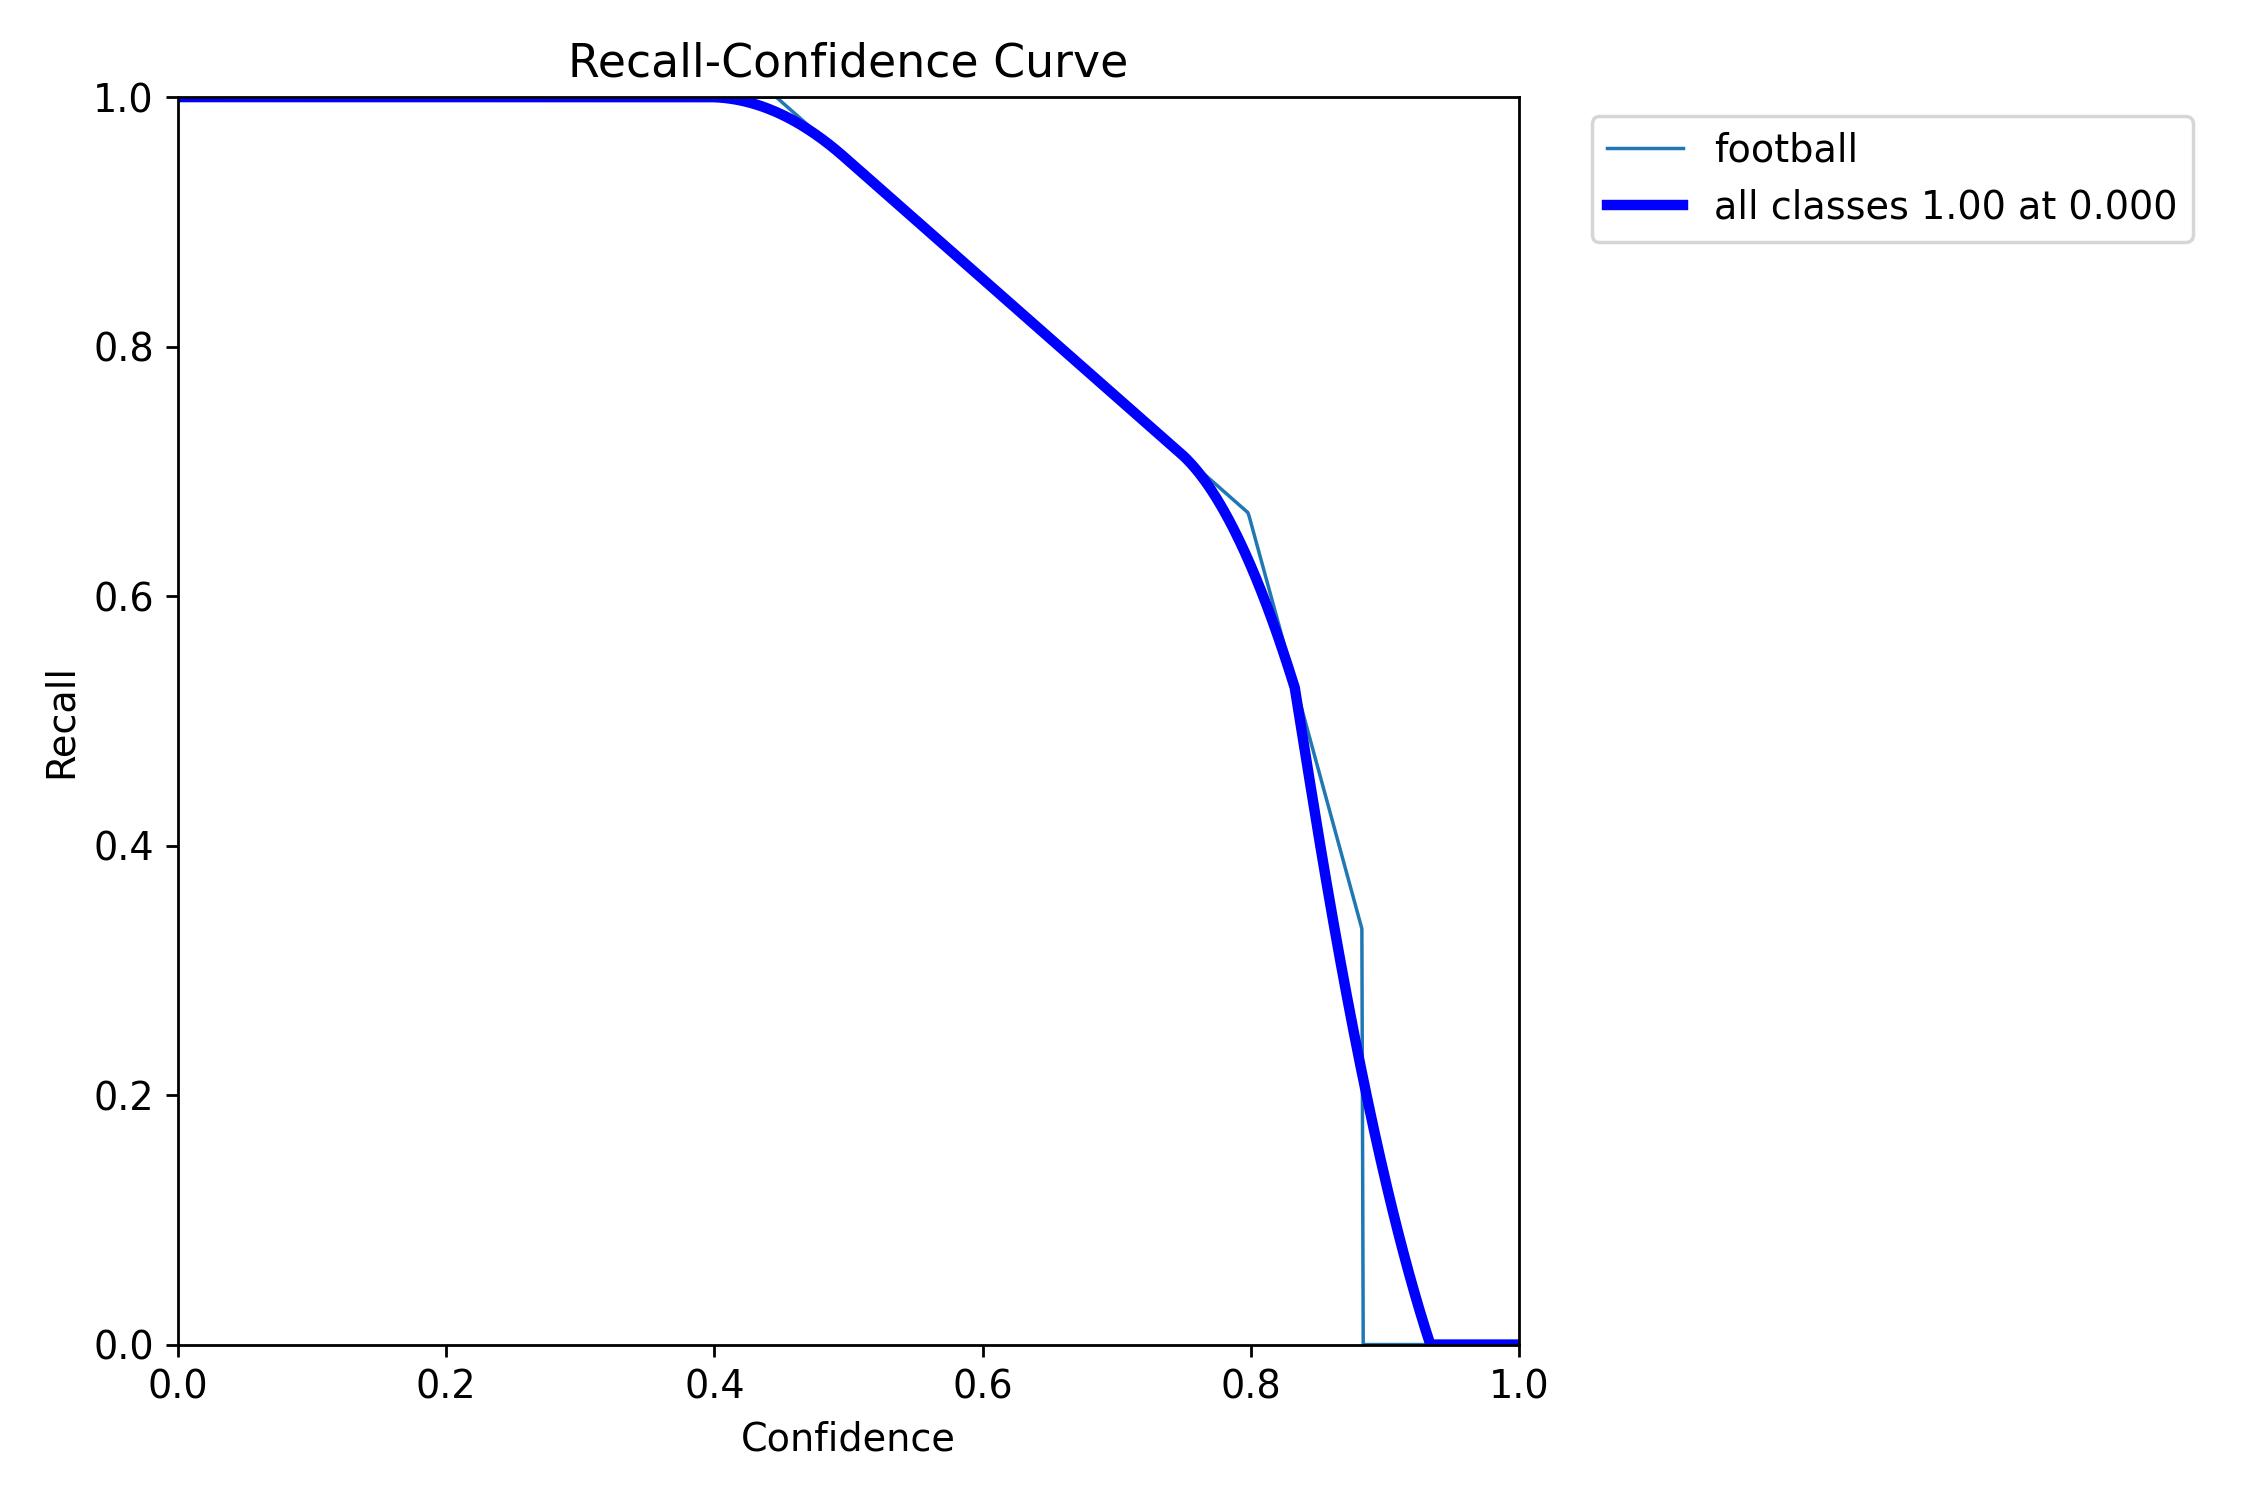 Recall-Confidence Curve
football
all classes 1.00 at 0.000
Recall
1.0
0.8
0.6
0.4
0.2
0.0
0.0 0.2 0.4 0.6 0.8 1.0
Confidence